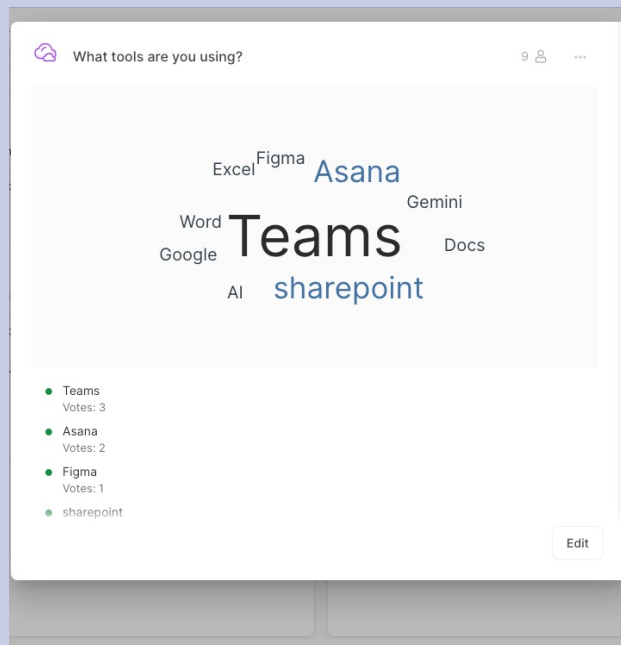 What tools are you using?
9
Excel Figma Asana
Gemini
Word Teams Docs
Google
AI sharepoint
Teams
Votes: 3
Asana
Votes: 2
Figma
Votes: 1
sharepoint
Edit